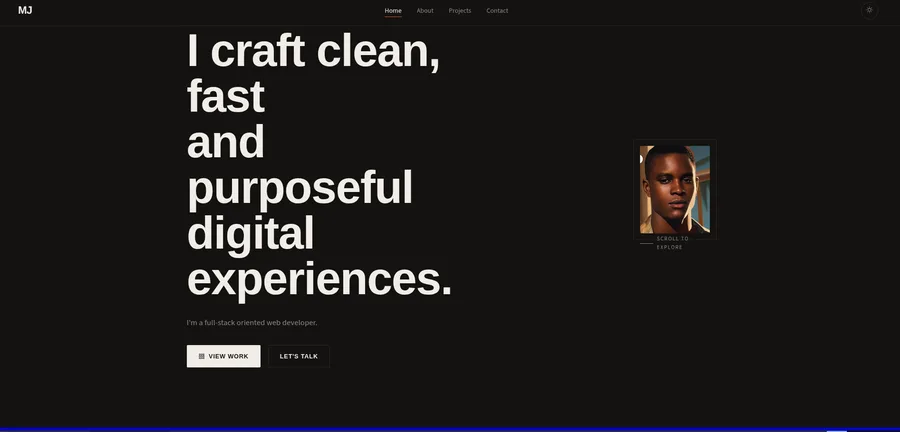 MJ
Home
About
Projects
Contact
I craft clean,
fast
and
purposeful
digital
experiences.
SCROLL TO
EXPLORE
I'm a full-stack oriented web developer.
VIEW WORK
LET'S TALK